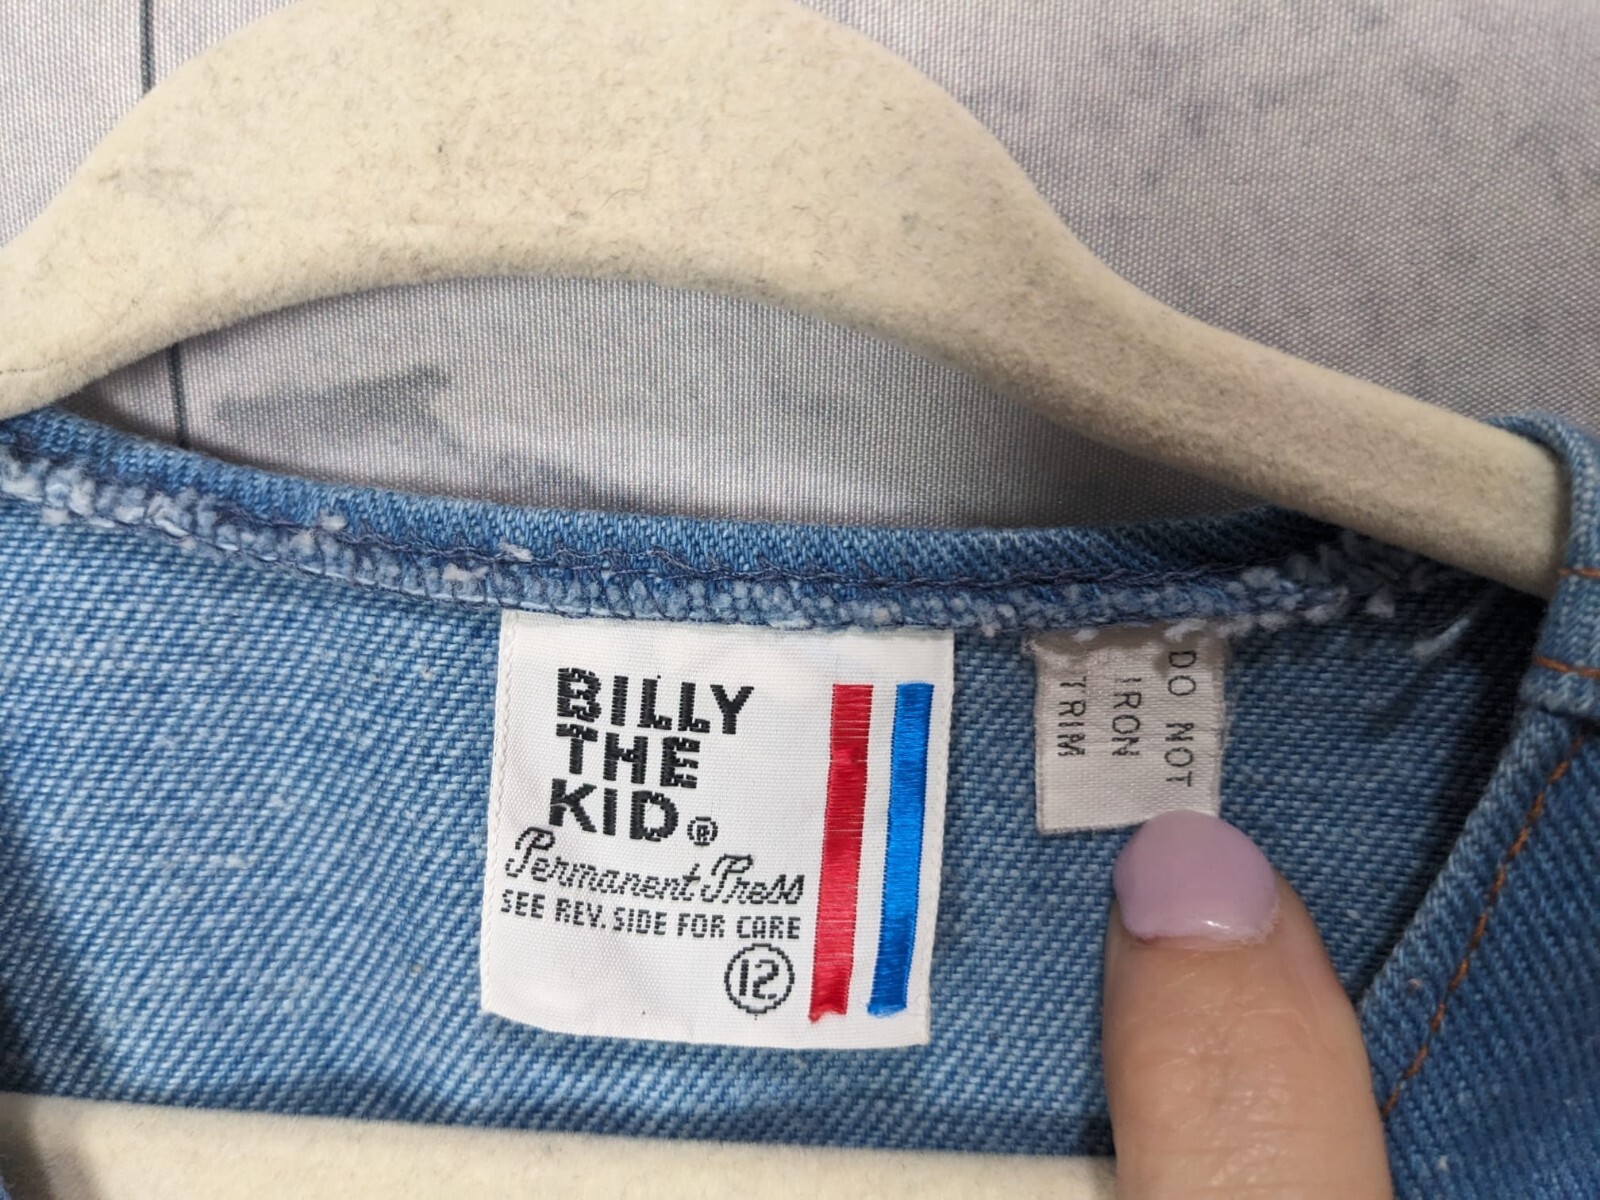 BILLY
THE
KID®
Permanent Press
SEE REV. SIDE FOR CARE
12
DO NOT
IRON
TRIM